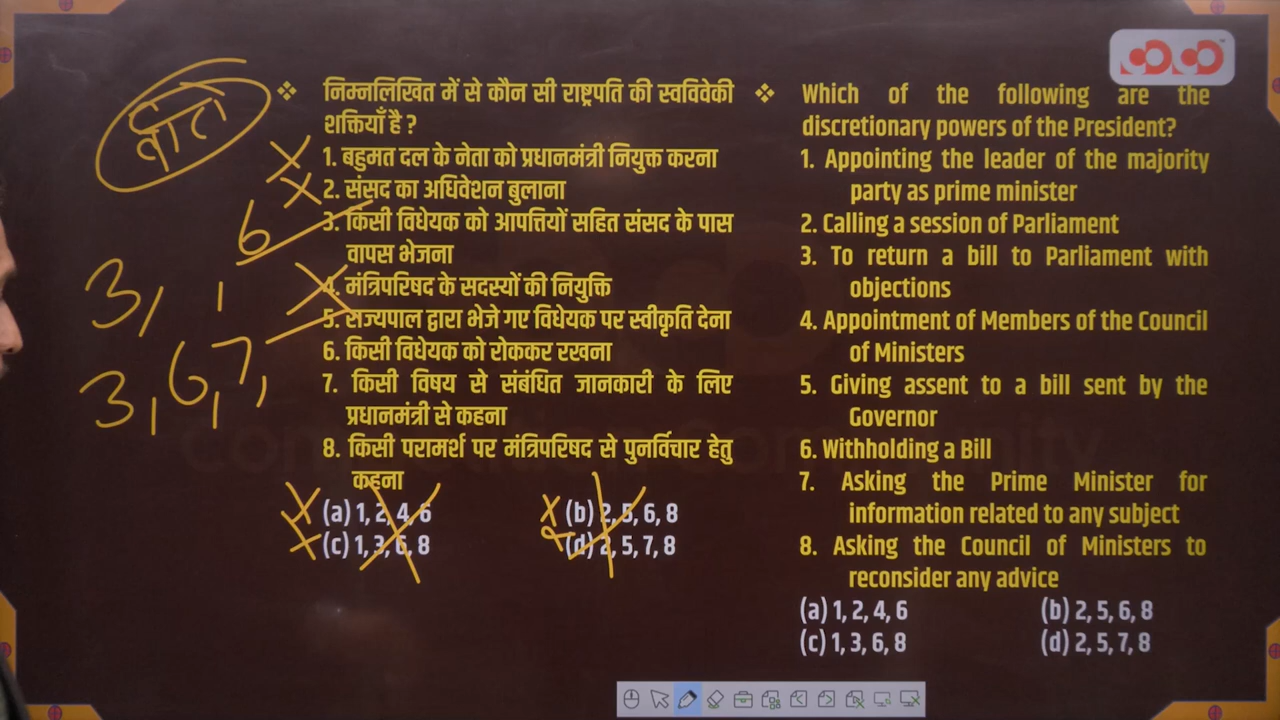 ❖ निम्नलिखित में से कौन सी राष्ट्रपति की स्वविवेकी
शक्तियाँ है ?
1. बहुमत दल के नेता को प्रधानमंत्री नियुक्त करना
2. संसद का अधिवेशन बुलाना
3. किसी विधेयक को आपत्तियों सहित संसद के पास
वापस भेजना
4. मंत्रिपरिषद के सदस्यों की नियुक्ति
5. राज्यपाल द्वारा भेजे गए विधेयक पर स्वीकृति देना
6. किसी विधेयक को रोककर रखना
7. किसी विषय से संबंधित जानकारी के लिए
प्रधानमंत्री से कहना
8. किसी परामर्श पर मंत्रिपरिषद से पुनर्विचार हेतु
कहना
(a) 1, 2, 4, 6 (b) 2, 5, 6, 8
(c) 1, 3, 6, 8 (d) 2, 5, 7, 8
6
3,
3, 6, 7,
❖ Which of the following are the
discretionary powers of the President?
1. Appointing the leader of the majority
party as prime minister
2. Calling a session of Parliament
3. To return a bill to Parliament with
objections
4. Appointment of Members of the Council
of Ministers
5. Giving assent to a bill sent by the
Governor
6. Withholding a Bill
7. Asking the Prime Minister for
information related to any subject
8. Asking the Council of Ministers to
reconsider any advice
(a) 1, 2, 4, 6 (b) 2, 5, 6, 8
(c) 1, 3, 6, 8 (d) 2, 5, 7, 8